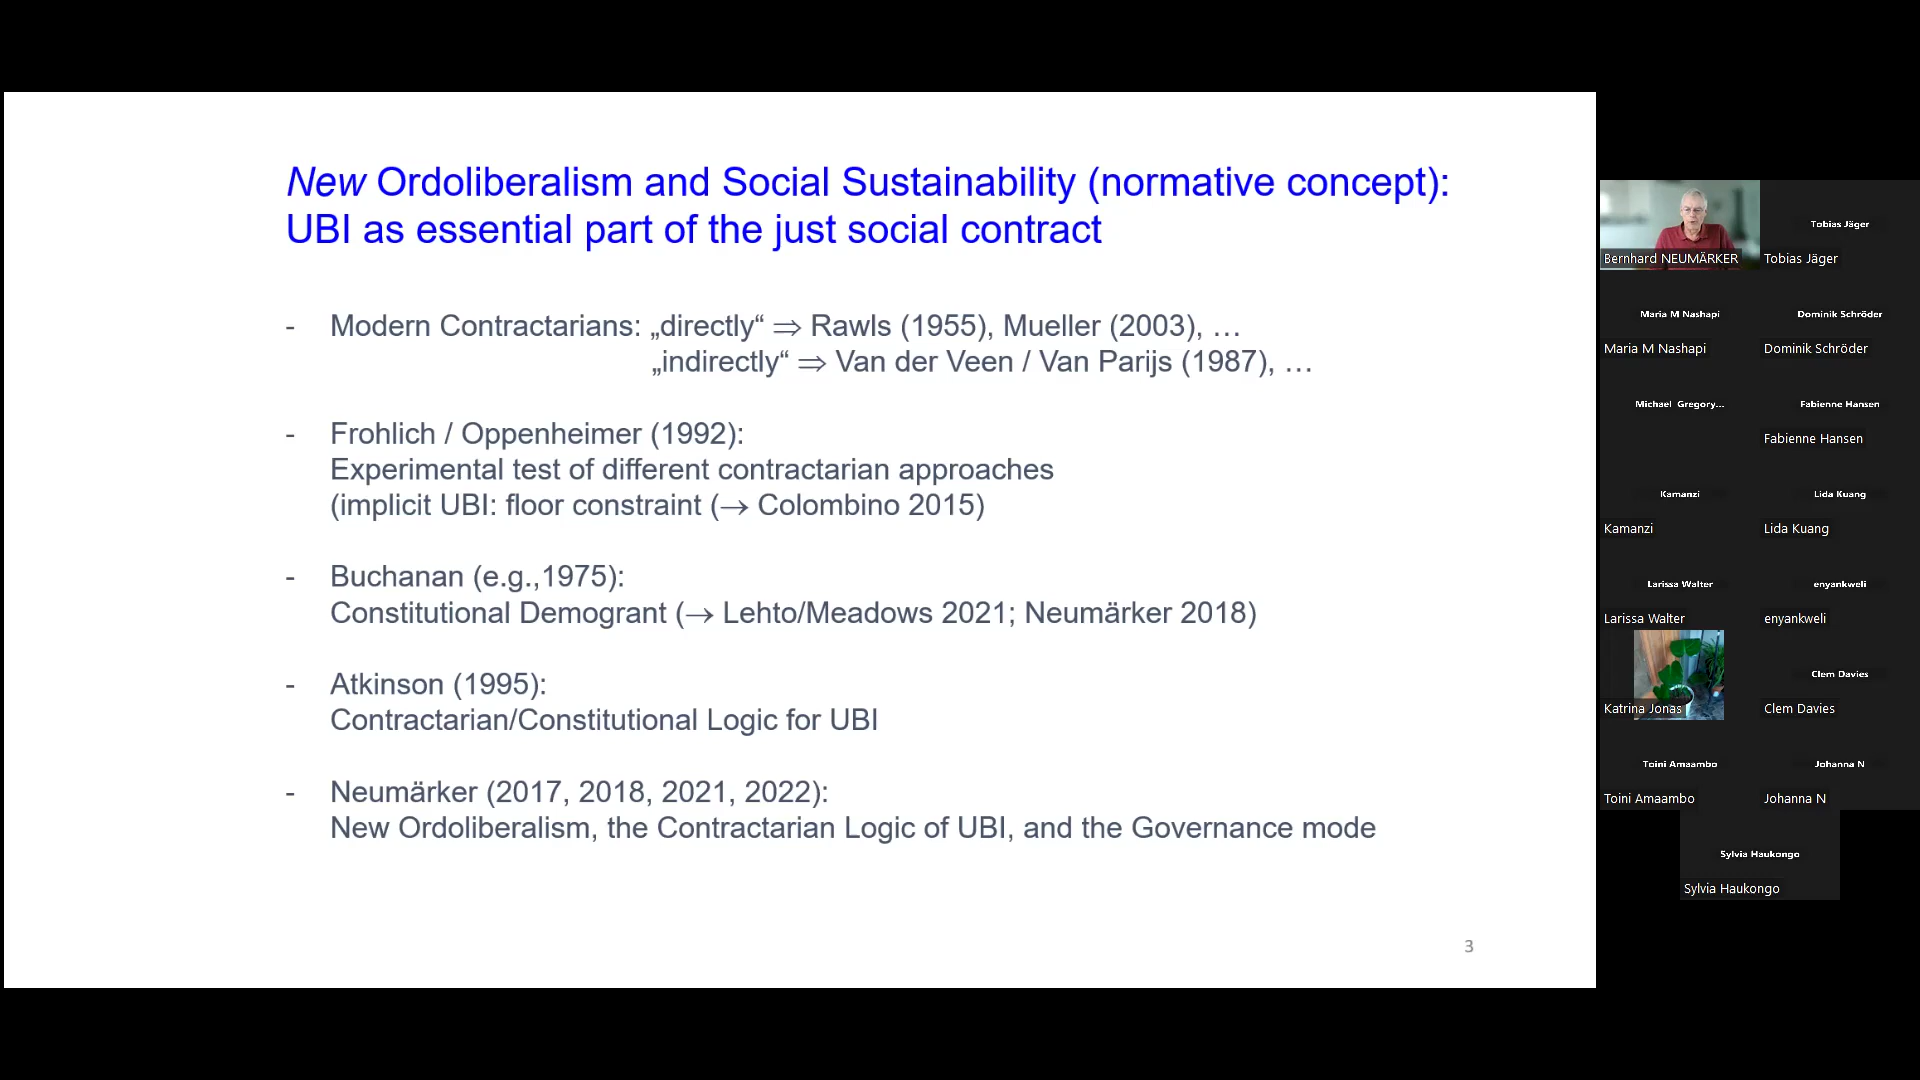 New Ordoliberalism and Social Sustainability (normative concept):
UBI as essential part of the just social contract
- Modern Contractarians: „directly“ ⇒ Rawls (1955), Mueller (2003), …
„indirectly“ ⇒ Van der Veen / Van Parijs (1987), …
- Frohlich / Oppenheimer (1992):
Experimental test of different contractarian approaches
(implicit UBI: floor constraint (→ Colombino 2015)
- Buchanan (e.g.,1975):
Constitutional Demogrant (→ Lehto/Meadows 2021; Neumärker 2018)
- Atkinson (1995):
Contractarian/Constitutional Logic for UBI
- Neumärker (2017, 2018, 2021, 2022):
New Ordoliberalism, the Contractarian Logic of UBI, and the Governance mode
3
Bernhard NEUMÄRKER
Tobias Jäger
Tobias Jäger
Maria M Nashapi
Maria M Nashapi
Dominik Schröder
Dominik Schröder
Michael Gregory...
Fabienne Hansen
Fabienne Hansen
Kamanzi
Kamanzi
Lida Kuang
Lida Kuang
Larissa Walter
Larissa Walter
enyankweli
enyankweli
Katrina Jonas
Clem Davies
Clem Davies
Toini Amaambo
Toini Amaambo
Johanna N
Johanna N
Sylvia Haukongo
Sylvia Haukongo